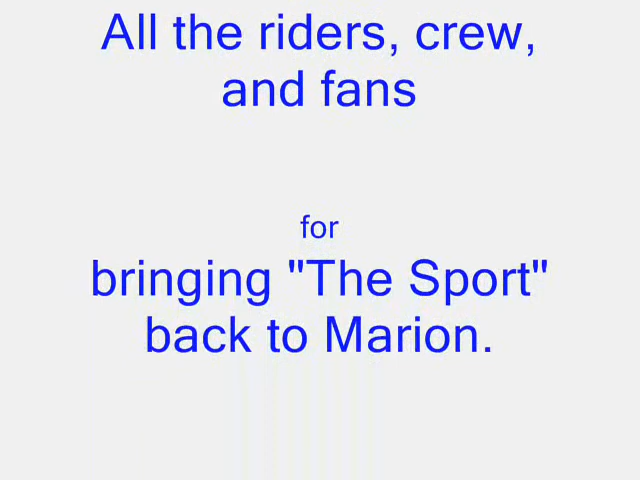 All the riders, crew,
and fans
for
bringing "The Sport"
back to Marion.